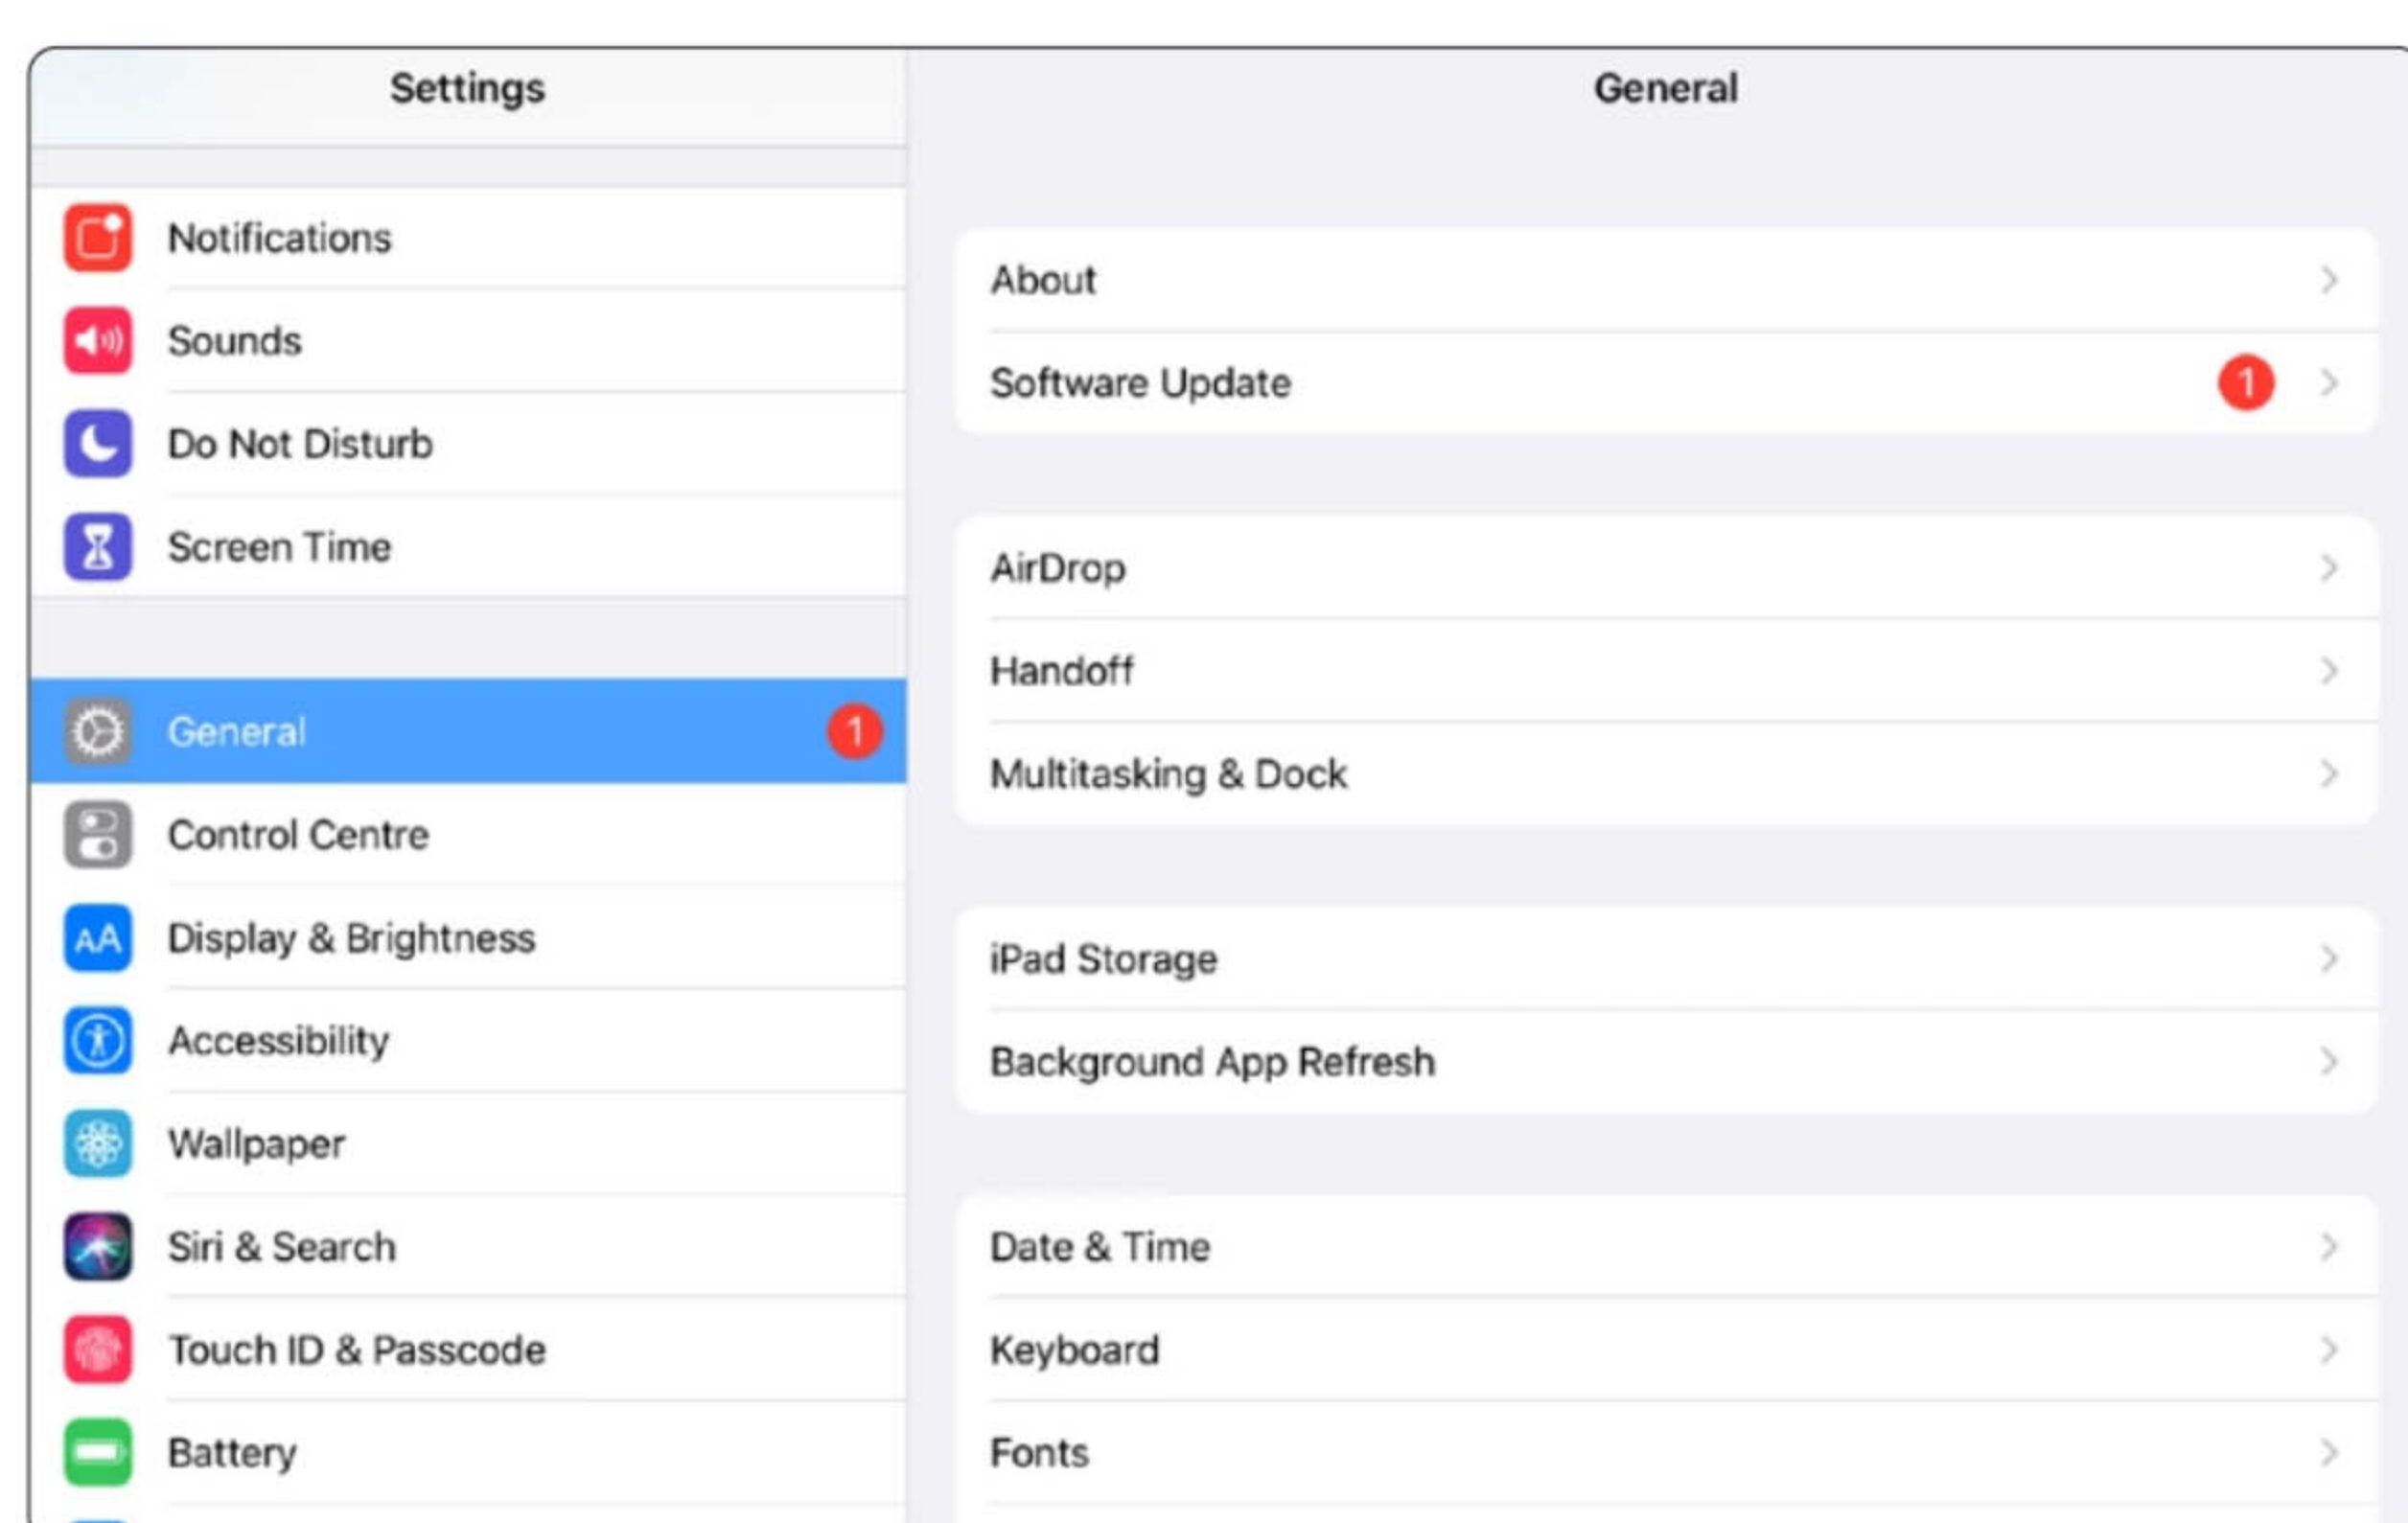 Settings
Notifications
Sounds
Do Not Disturb
Screen Time
General 1
Control Centre
AA Display & Brightness
Accessibility
Wallpaper
Siri & Search
Touch ID & Passcode
Battery
General
About
Software Update 1
AirDrop
Handoff
Multitasking & Dock
iPad Storage
Background App Refresh
Date & Time
Keyboard
Fonts